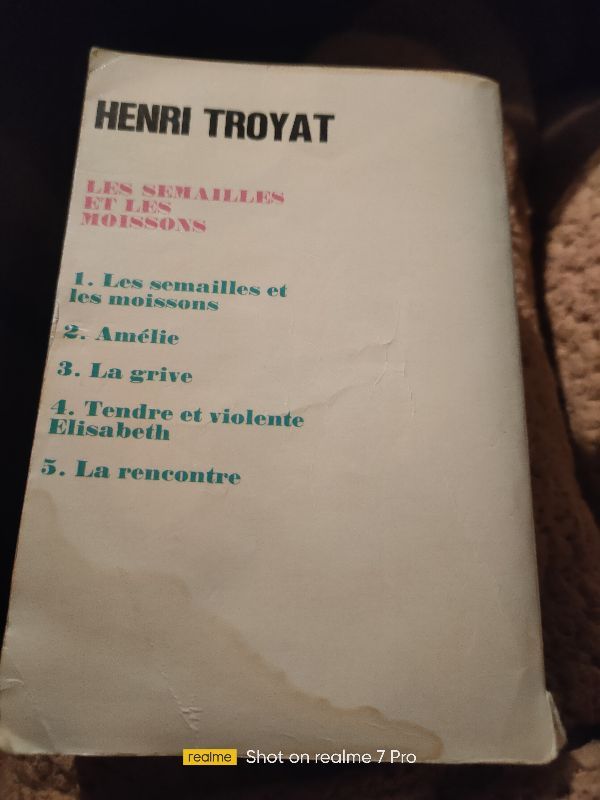 HENRI TROYAT
LES SEMAILLES
ET LES
MOISSONS
1. Les semailles et
les moissons
2. Amélie
3. La grive
4. Tendre et violente
Elisabeth
5. La rencontre
realme Shot on realme 7 Pro